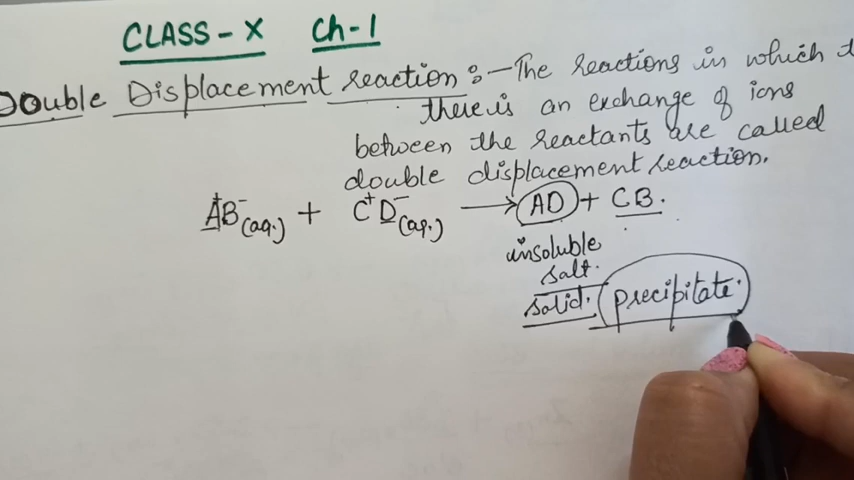 CLASS-X Ch-1
Double Displacement reaction :- The reactions in which
there is an exchange of ions
between the reactants are called
double displacement reaction.
A⁺B⁻(aq.) + C⁺D⁻(aq.) → AD + CB.
insoluble
salt.
solid. precipitate.